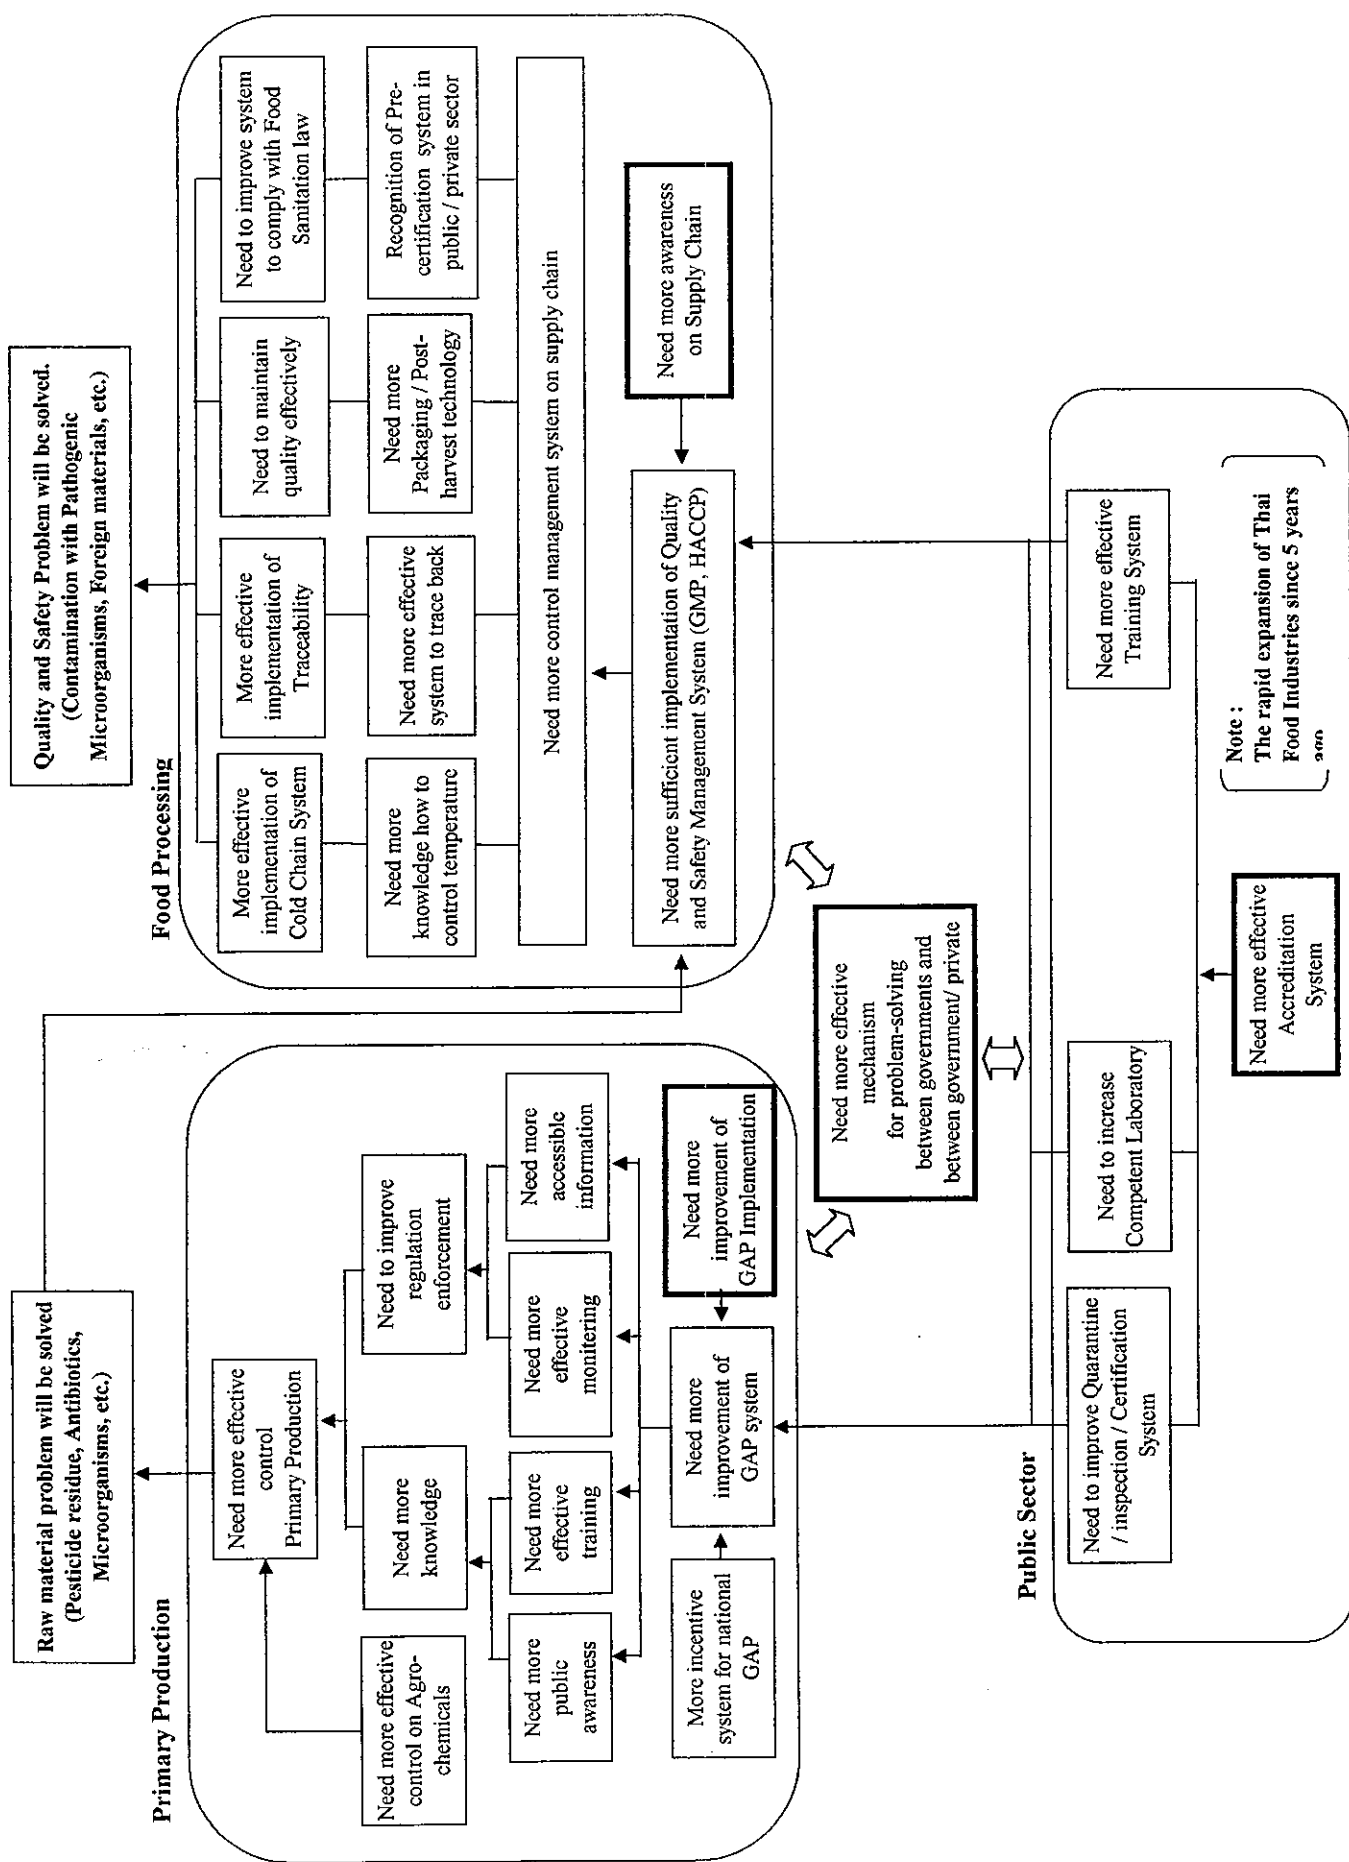 Raw material problem will be solved
(Pesticide residue, Antibiotics,
Microorganisms, etc.)
Quality and Safety Problem will be solved.
(Contamination with Pathogenic
Microorganisms, Foreign materials, etc.)
Primary Production
Need more effective
control
Primary Production
Need more effective
control on Agro-
chemicals
Need more
knowledge
Need to improve
regulation
enforcement
Need more
public
awareness
Need more
effective
training
Need more
effective
monitering
Need more
accessible
information
More incentive
system for national
GAP
Need more
improvement of
GAP system
Need more
improvement of
GAP Implementation
Food Processing
More effective
implementation of
Cold Chain System
More effective
implementation of
Traceability
Need to maintain
quality effectively
Need to improve system
to comply with Food
Sanitation law
Need more
knowledge how to
control temperature
Need more effective
system to trace back
Need more
Packaging / Post-
harvest technology
Recognition of Pre-
certification system in
public / private sector
Need more control management system on supply chain
Need more sufficient implementation of Quality
and Safety Management System (GMP, HACCP)
Need more awareness
on Supply Chain
Need more effective
mechanism
for problem-solving
between governments and
between government/ private
Public Sector
Need to improve Quarantine
/ inspection / Certification
System
Need to increase
Competent Laboratory
Need more effective
Training System
Need more effective
Accreditation
System
Note :
The rapid expansion of Thai
Food Industries since 5 years